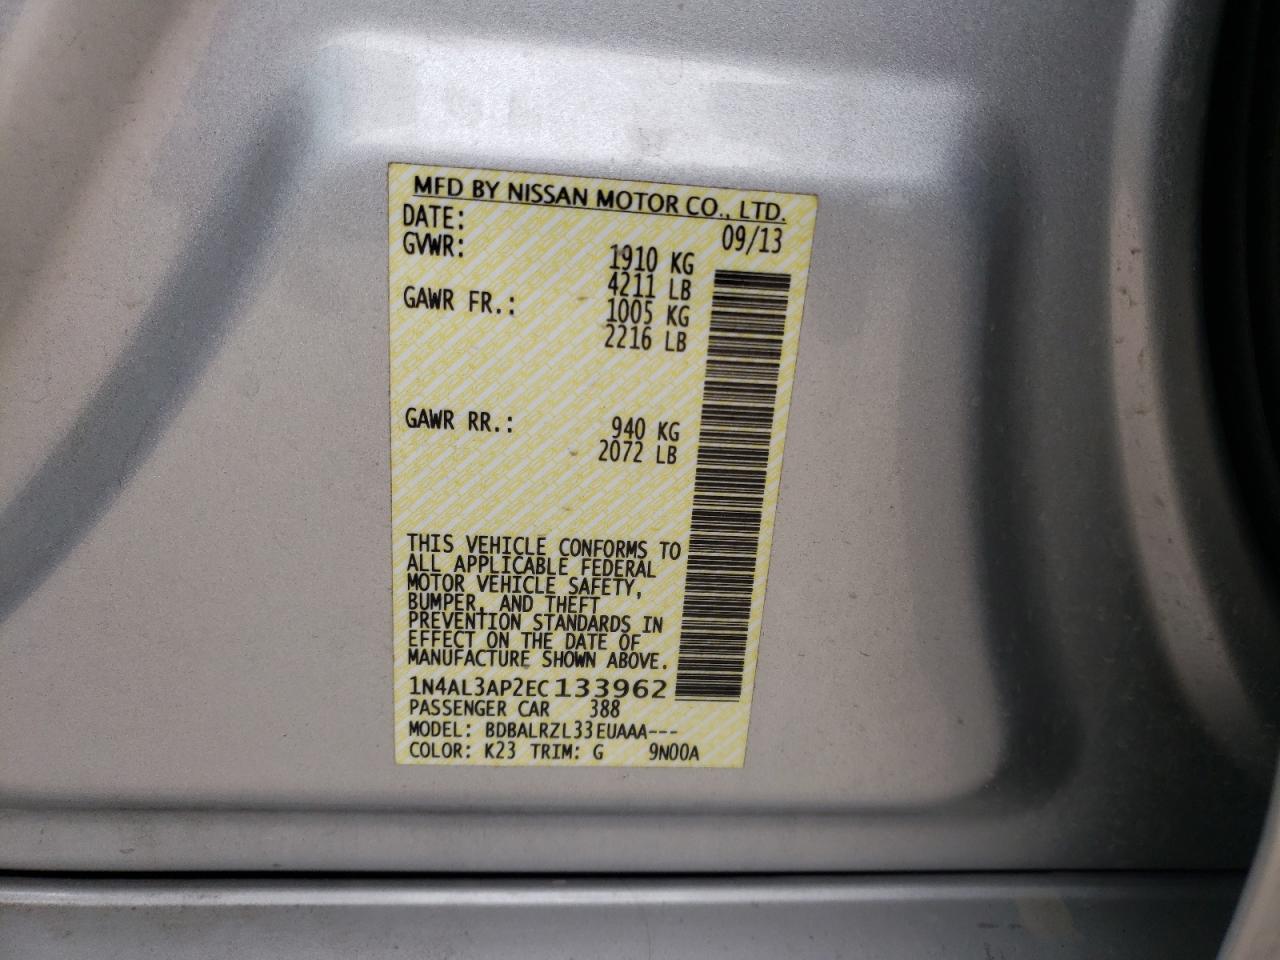 MFD BY NISSAN MOTOR CO., LTD.
DATE: 09/13
GVWR: 1910 KG
4211 LB
GAWR FR.: 1005 KG
2216 LB
GAWR RR.: 940 KG
2072 LB
THIS VEHICLE CONFORMS TO
ALL APPLICABLE FEDERAL
MOTOR VEHICLE SAFETY,
BUMPER, AND THEFT
PREVENTION STANDARDS IN
EFFECT ON THE DATE OF
MANUFACTURE SHOWN ABOVE.
1N4AL3AP2EC133962
PASSENGER CAR 388
MODEL: BDBALRZL33EUAAA---
COLOR: K23 TRIM: G 9N00A